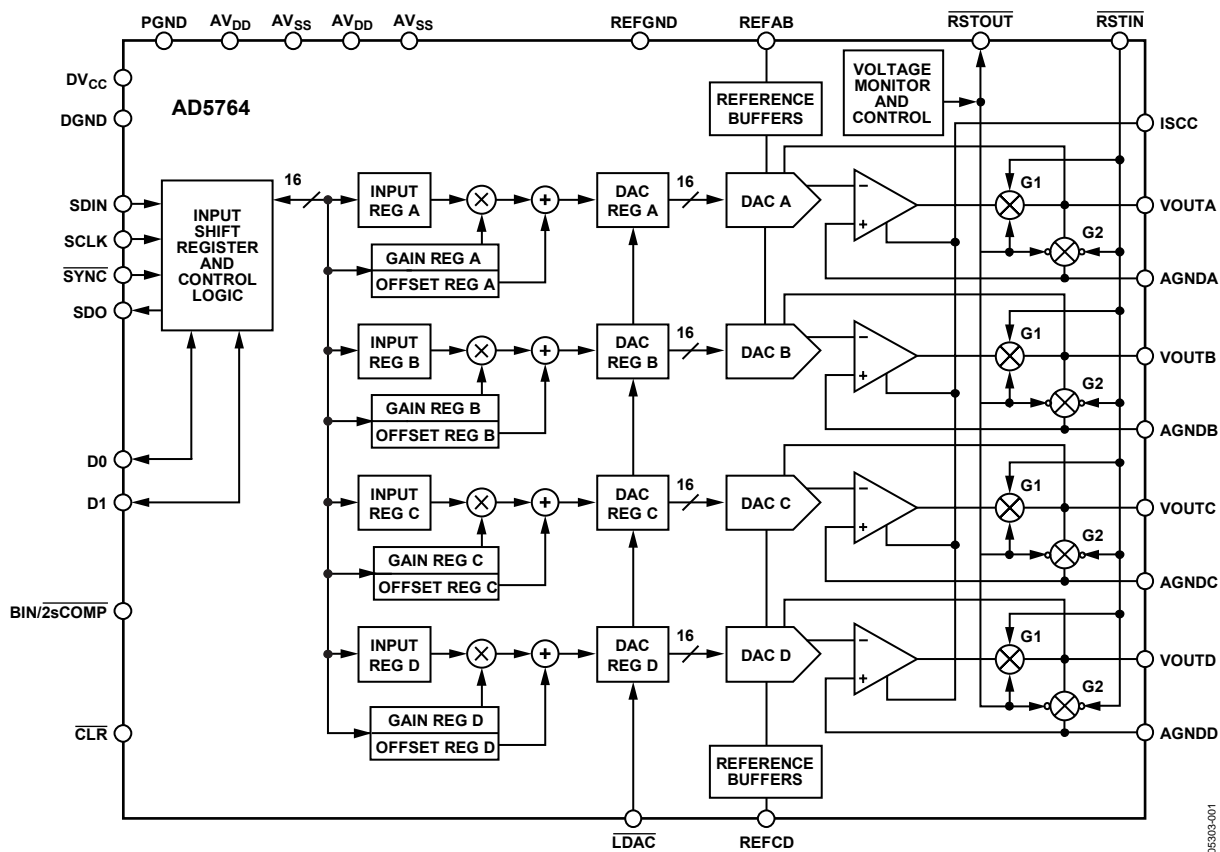 PGND AVDD AVSS AVDD AVSS REFGND REFAB RSTOUT RSTIN
DVCC
DGND
AD5764
REFERENCE
BUFFERS
VOLTAGE
MONITOR
AND
CONTROL
ISCC
SDIN
SCLK
SYNC
SDO
INPUT
SHIFT
REGISTER
AND
CONTROL
LOGIC
16
INPUT
REG A
×
+
GAIN REG A
OFFSET REG A
DAC
REG A
16
DAC A
−
+
G1
G2
VOUTA
AGNDA
INPUT
REG B
×
+
GAIN REG B
OFFSET REG B
DAC
REG B
16
DAC B
−
+
G1
G2
VOUTB
AGNDB
D0
D1
INPUT
REG C
×
+
GAIN REG C
OFFSET REG C
DAC
REG C
16
DAC C
−
+
G1
G2
VOUTC
AGNDC
BIN/2sCOMP
CLR
INPUT
REG D
×
+
GAIN REG D
OFFSET REG D
DAC
REG D
16
DAC D
−
+
G1
G2
VOUTD
AGNDD
REFERENCE
BUFFERS
LDAC REFCD
05303-001